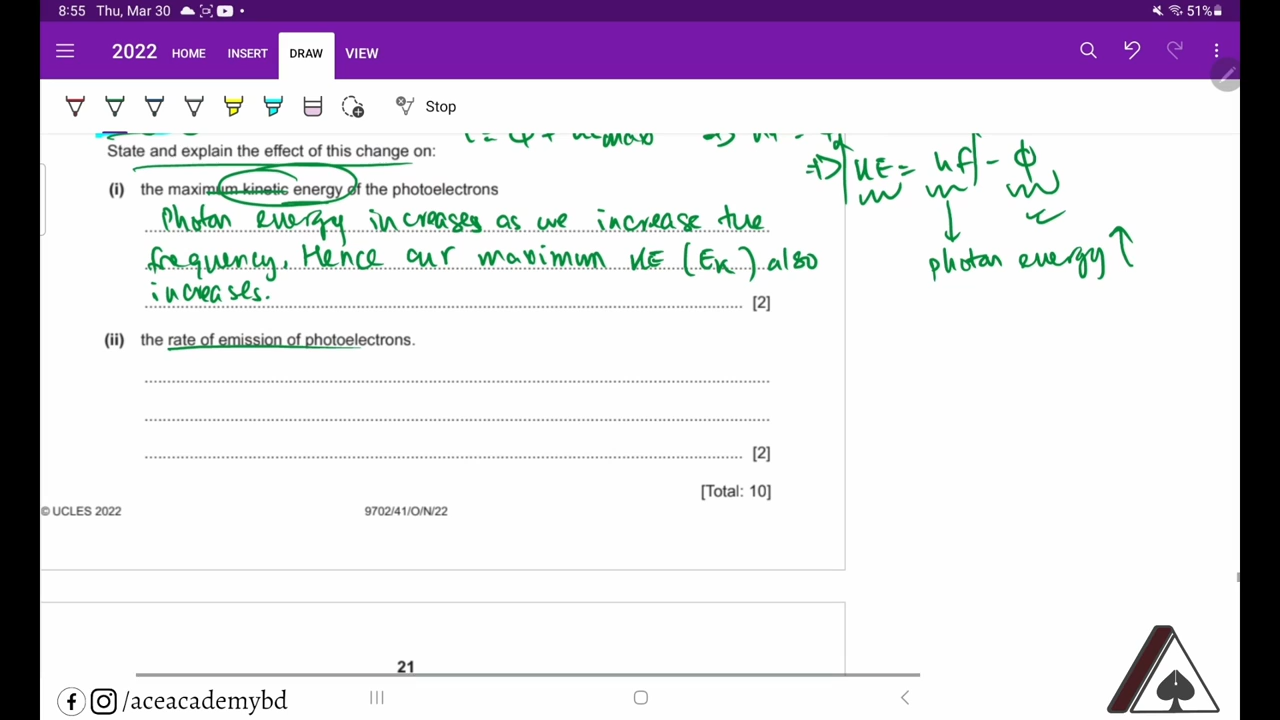 8:55 Thu, Mar 30 51%
2022 HOME INSERT DRAW VIEW
Stop
State and explain the effect of this change on:
KE = hf - Φ
(i) the maximum kinetic energy of the photoelectrons
Photon energy increases as we increase the
frequency. Hence our maximum KE (EK) also
increases.
[2]
photon energy ↑
(ii) the rate of emission of photoelectrons.
[2]
[Total: 10]
© UCLES 2022 9702/41/O/N/22
21
/aceacademybd